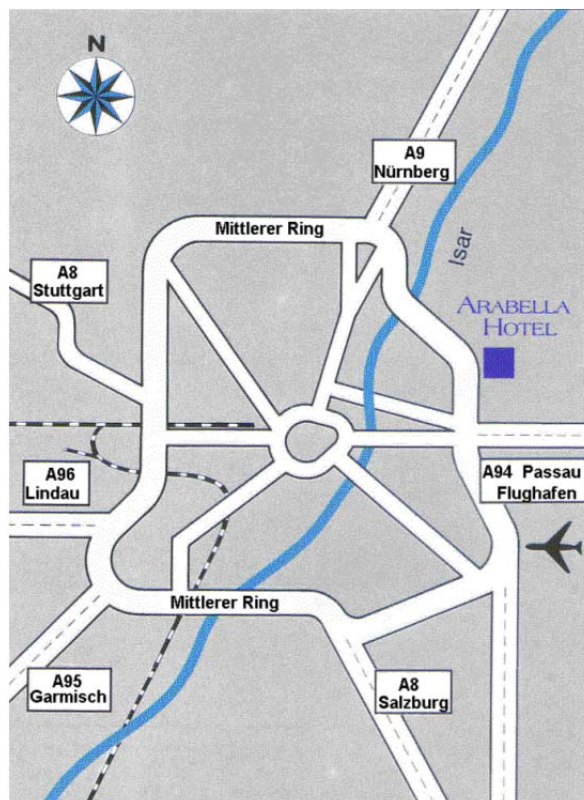 N
A9
Nürnberg
Mittlerer Ring
Isar
A8
Stuttgart
ARABELLA
HOTEL
A96
Lindau
A94 Passau
Flughafen
Mittlerer Ring
A95
Garmisch
A8
Salzburg